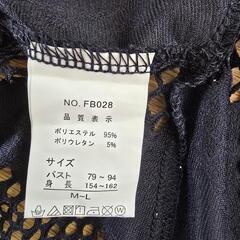 NO. FB028
品質表示
ポリエステル 95%
ポリウレタン 5%
サイズ
バスト 79~94
身長 154~162
M~L